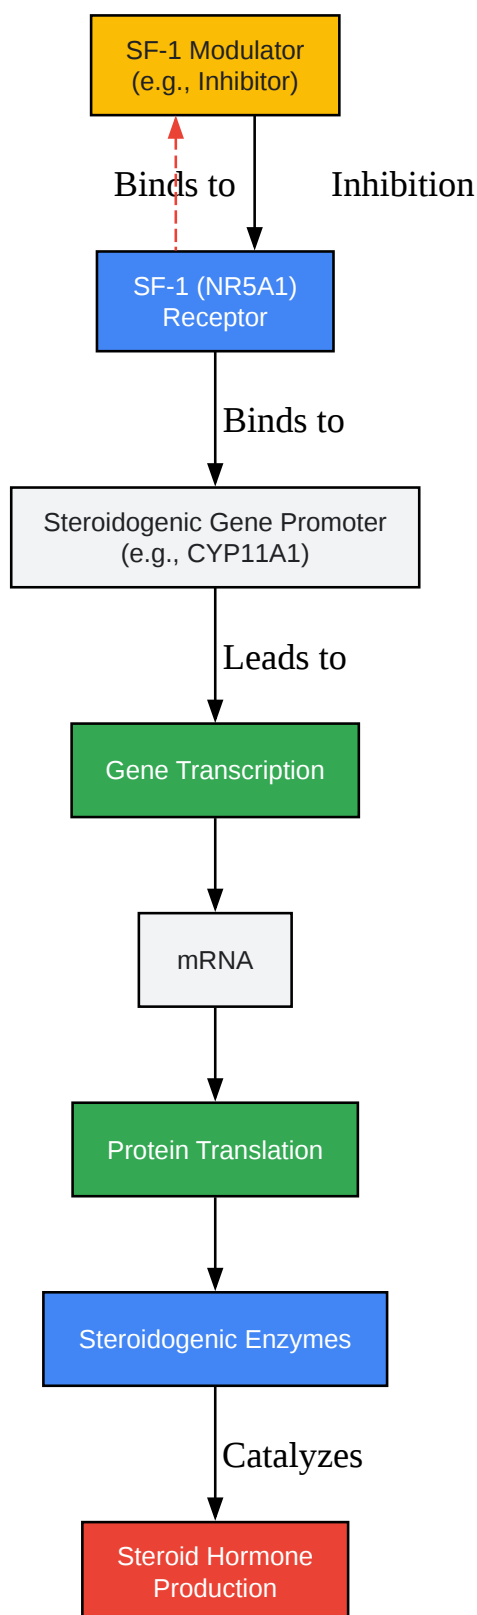 SF-1 Modulator
(e.g., Inhibitor)
Binds to
Inhibition
SF-1 (NR5A1)
Receptor
Binds to
Steroidogenic Gene Promoter
(e.g., CYP11A1)
Leads to
Gene Transcription
mRNA
Protein Translation
Steroidogenic Enzymes
Catalyzes
Steroid Hormone
Production